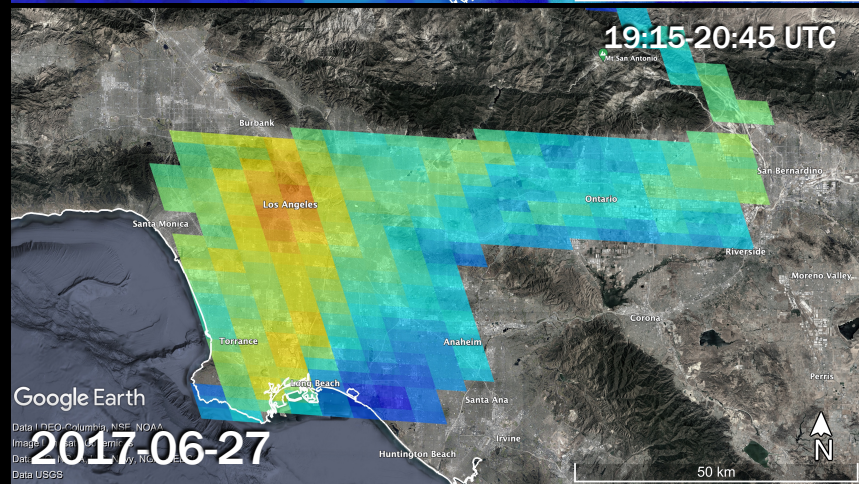 19:15-20:45 UTC
Mt San Antonio
Burbank
San Bernardino
Los Angeles
Ontario
Santa Monica
Riverside
Moreno Valley
Corona
Torrance
Anaheim
Perris
Long Beach
Google Earth
Santa Ana
Data LDEO-Columbia, NSF, NOAA
Irvine
N
2017-06-27
Huntington Beach
50 km
Data USGS